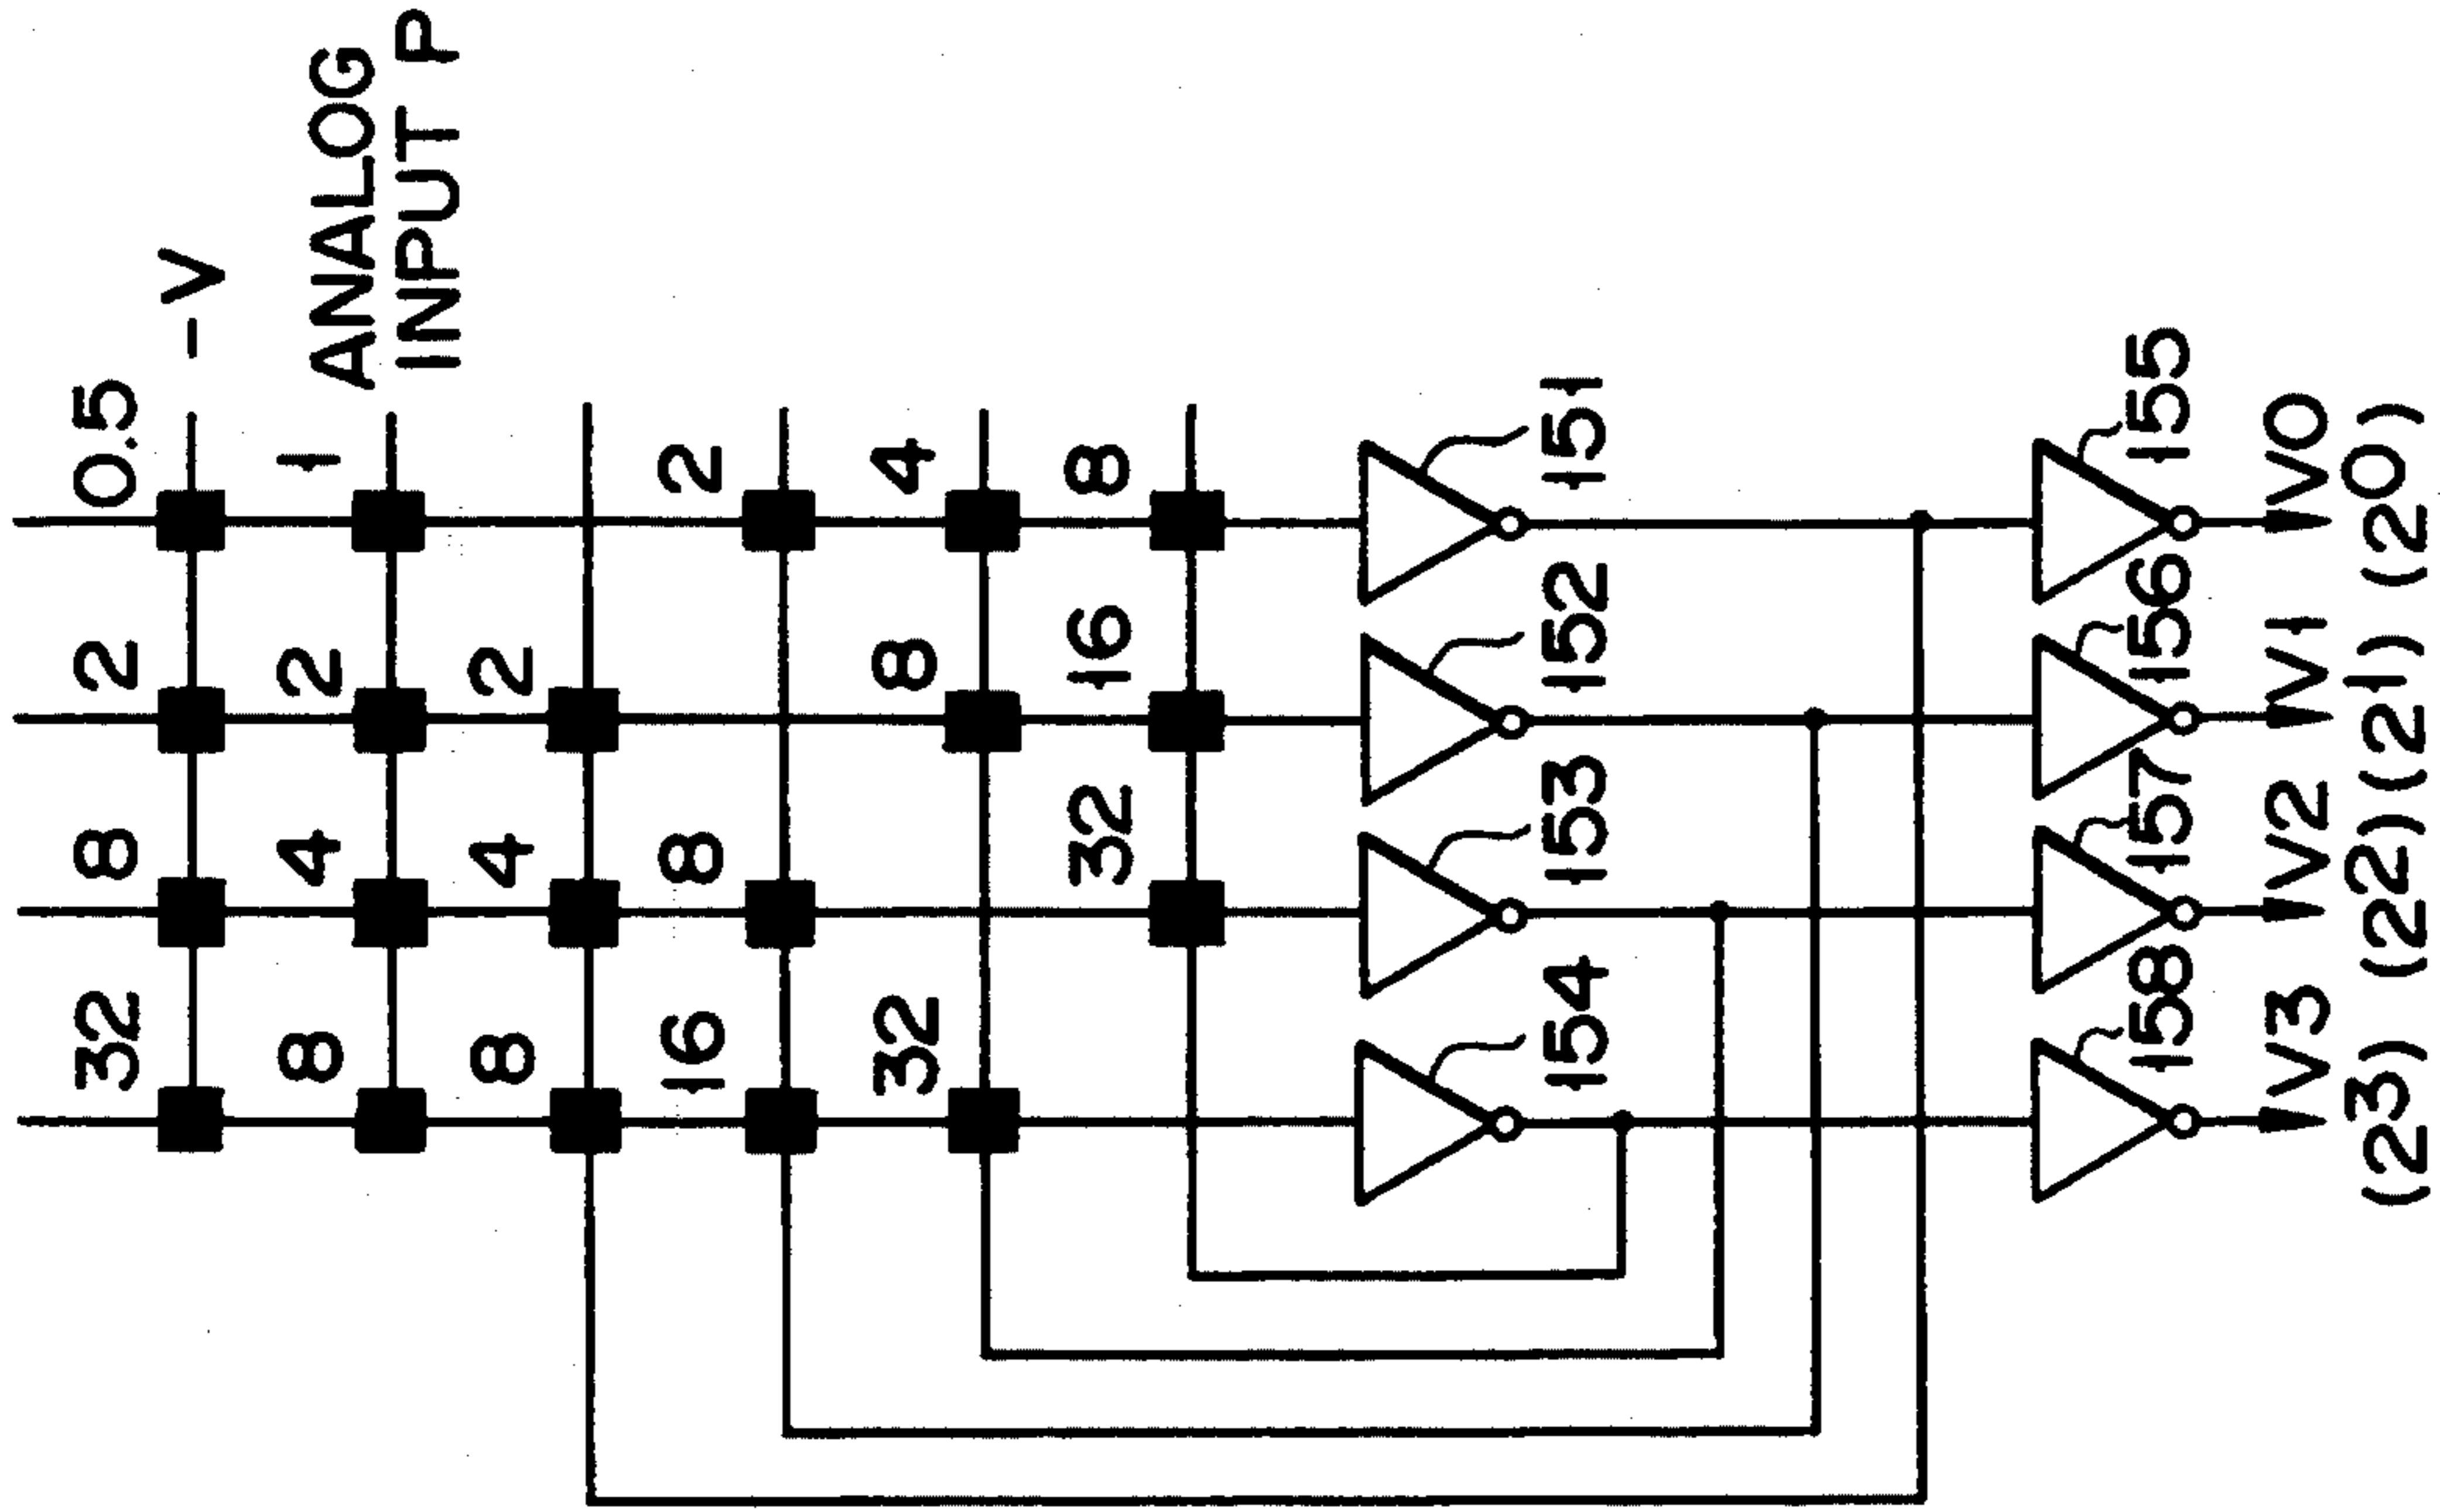 32 8 2 0.5
– V
8 4 2 1
ANALOG
INPUT P
8 4 2
16 8 2
32 8 4
32 16 8
154 153 152 151
158 157 156 155
V3 V2 V1 V0
(23) (22)(21) (20)